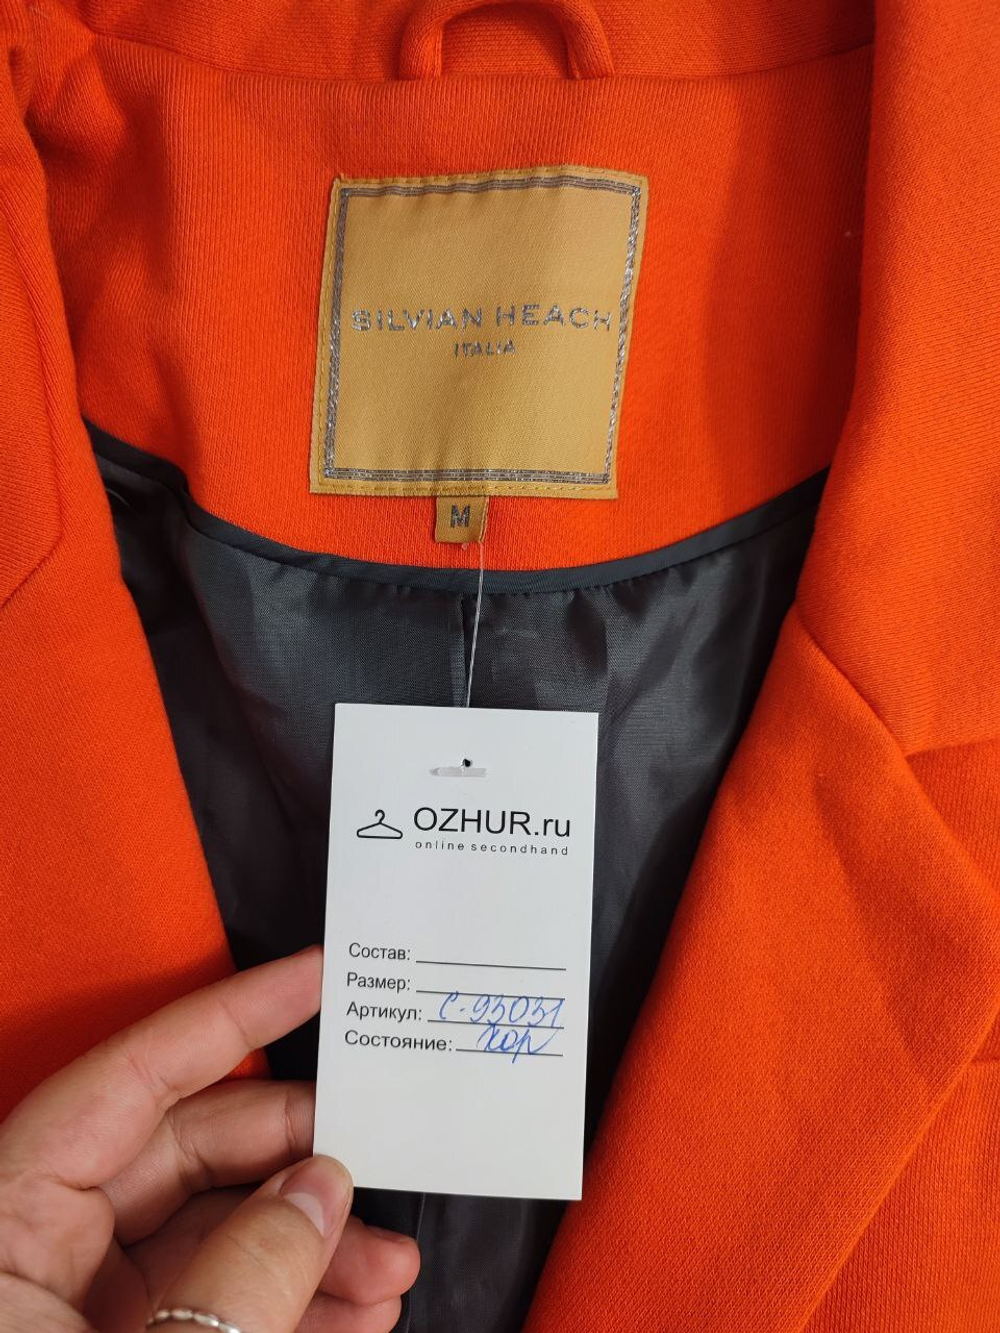 SILVIAN HEACH
ITALIA
M
OZHUR.ru
online secondhand
Состав:
Размер:
Артикул: С-93031
Состояние: Хор